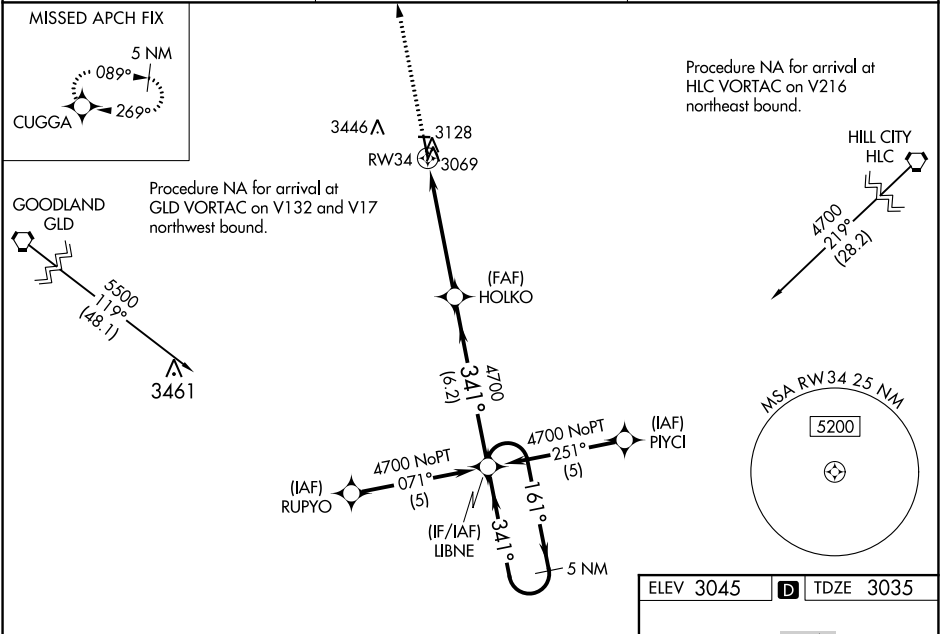 MISSED APCH FIX
5 NM
089°
269°
CUGGA
3446
3128
RW34
3069
Procedure NA for arrival at
HLC VORTAC on V216
northeast bound.
HILL CITY
HLC
4700
219°
(28.2)
Procedure NA for arrival at
GLD VORTAC on V132 and V17
northwest bound.
GOODLAND
GLD
5500
119°
(48.1)
3461
(FAF)
HOLKO
4700
341°
(6.2)
MSA RW34 25 NM
5200
(IAF)
PIYCI
4700 NoPT
251°
(5)
4700 NoPT
071°
(5)
(IAF)
RUPYO
(IF/IAF)
LIBNE
161°
341°
5 NM
ELEV 3045 D TDZE 3035